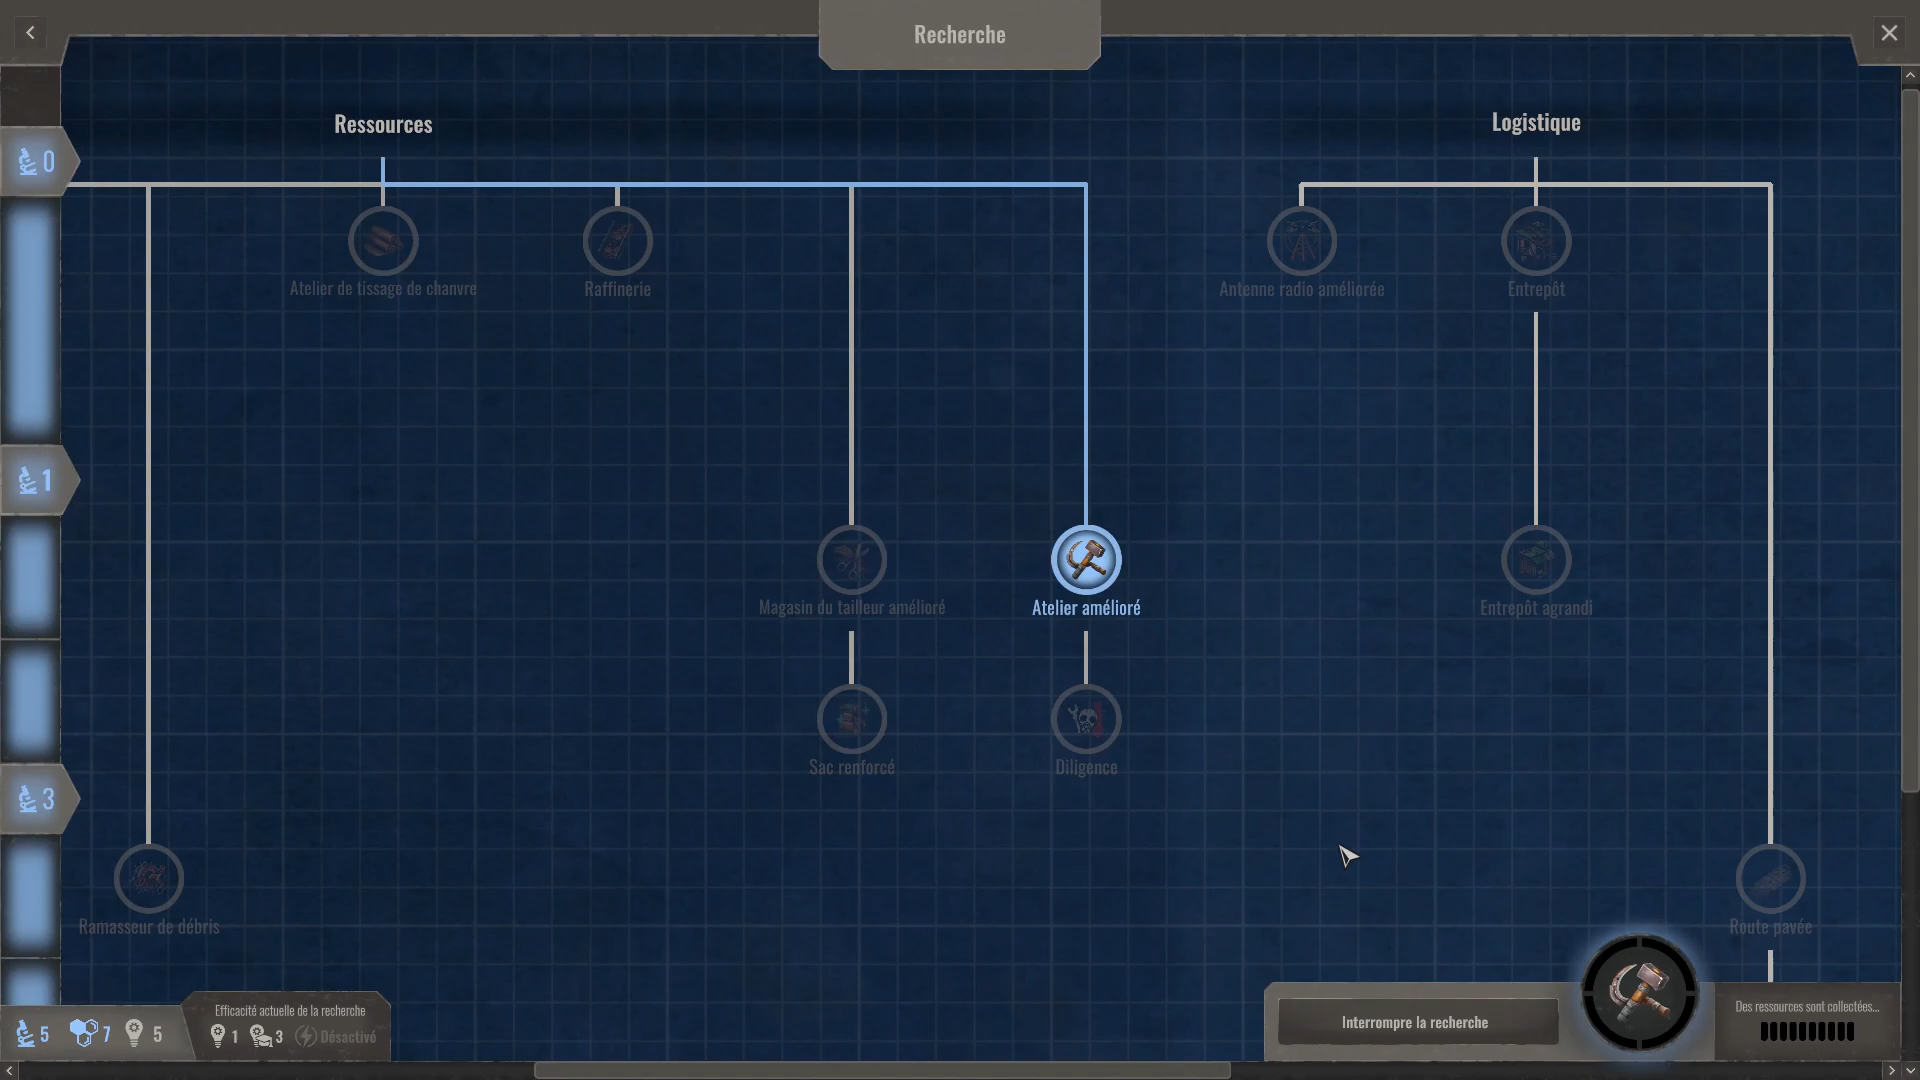 Recherche
Ressources
Logistique
0
Atelier de tissage de chanvre
Raffinerie
Antenne radio améliorée
Entrepôt
1
Magasin du tailleur amélioré
Atelier amélioré
Entrepôt agrandi
Sac renforcé
Diligence
3
Ramasseur de débris
Route pavée
5
7
5
Efficacité actuelle de la recherche
1
3
Désactivé
Interrompre la recherche
Des ressources sont collectées...